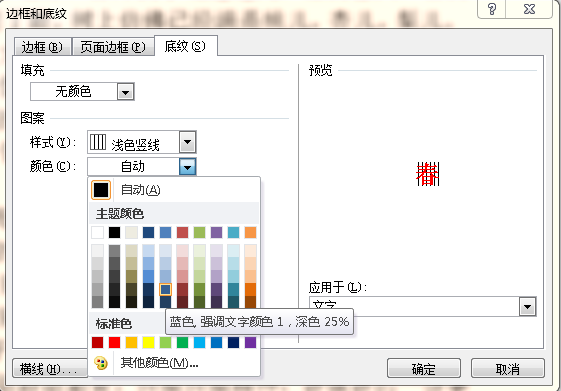 边框和底纹
边框(B) 页面边框(P) 底纹(S)
填充
无颜色
图案
样式(Y): 浅色竖线
颜色(C): 自动
自动(A)
主题颜色
标准色
其他颜色(M)...
蓝色, 强调文字颜色 1，深色 25%
预览
春
应用于(L):
文字
横线(H)... 确定 取消